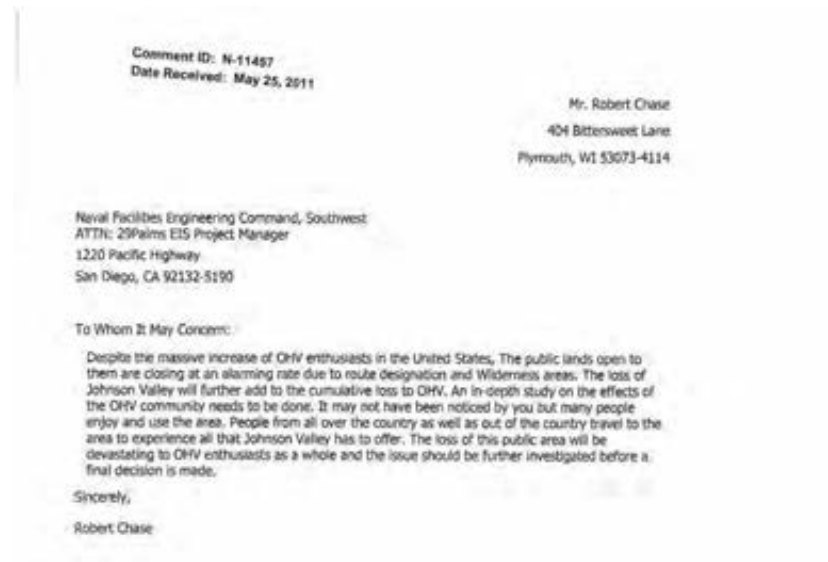 Comment ID: N-11457
Date Received: May 25, 2011
Mr. Robert Chase
404 Bittersweet Lane
Plymouth, WI 53073-4114
Naval Facilities Engineering Command, Southwest
ATTN: 29Palms EIS Project Manager
1220 Pacific Highway
San Diego, CA 92132-5190
To Whom It May Concern:
Despite the massive increase of OHV enthusiasts in the United States, The public lands open to
them are closing at an alarming rate due to route designation and Wilderness areas. The loss of
Johnson Valley will further add to the cumulative loss to OHV. An in-depth study on the effects of
the OHV community needs to be done. It may not have been noticed by you but many people
enjoy and use the area. People from all over the country as well as out of the country travel to the
area to experience all that Johnson Valley has to offer. The loss of this public area will be
devastating to OHV enthusiasts as a whole and the issue should be further investigated before a
final decision is made.
Sincerely,
Robert Chase